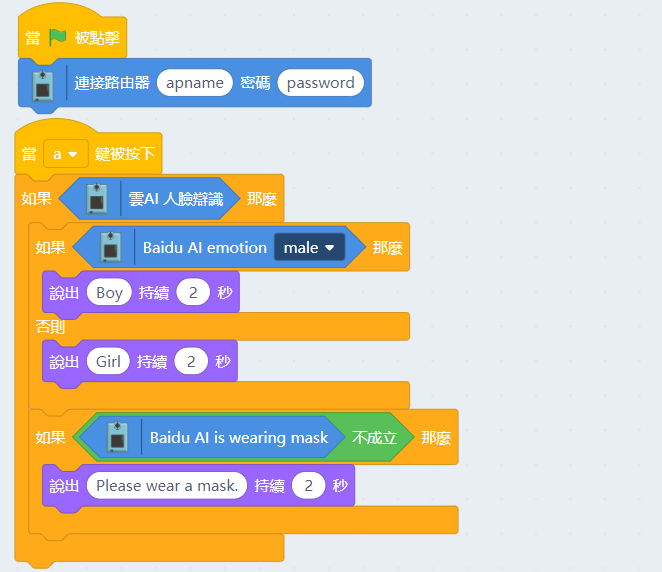 當 被點擊
連接路由器 apname 密碼 password
當 a 鍵被按下
如果 雲AI 人臉辯識 那麼
如果 Baidu AI emotion male 那麼
說出 Boy 持續 2 秒
否則
說出 Girl 持續 2 秒
如果 Baidu AI is wearing mask 不成立 那麼
說出 Please wear a mask. 持續 2 秒